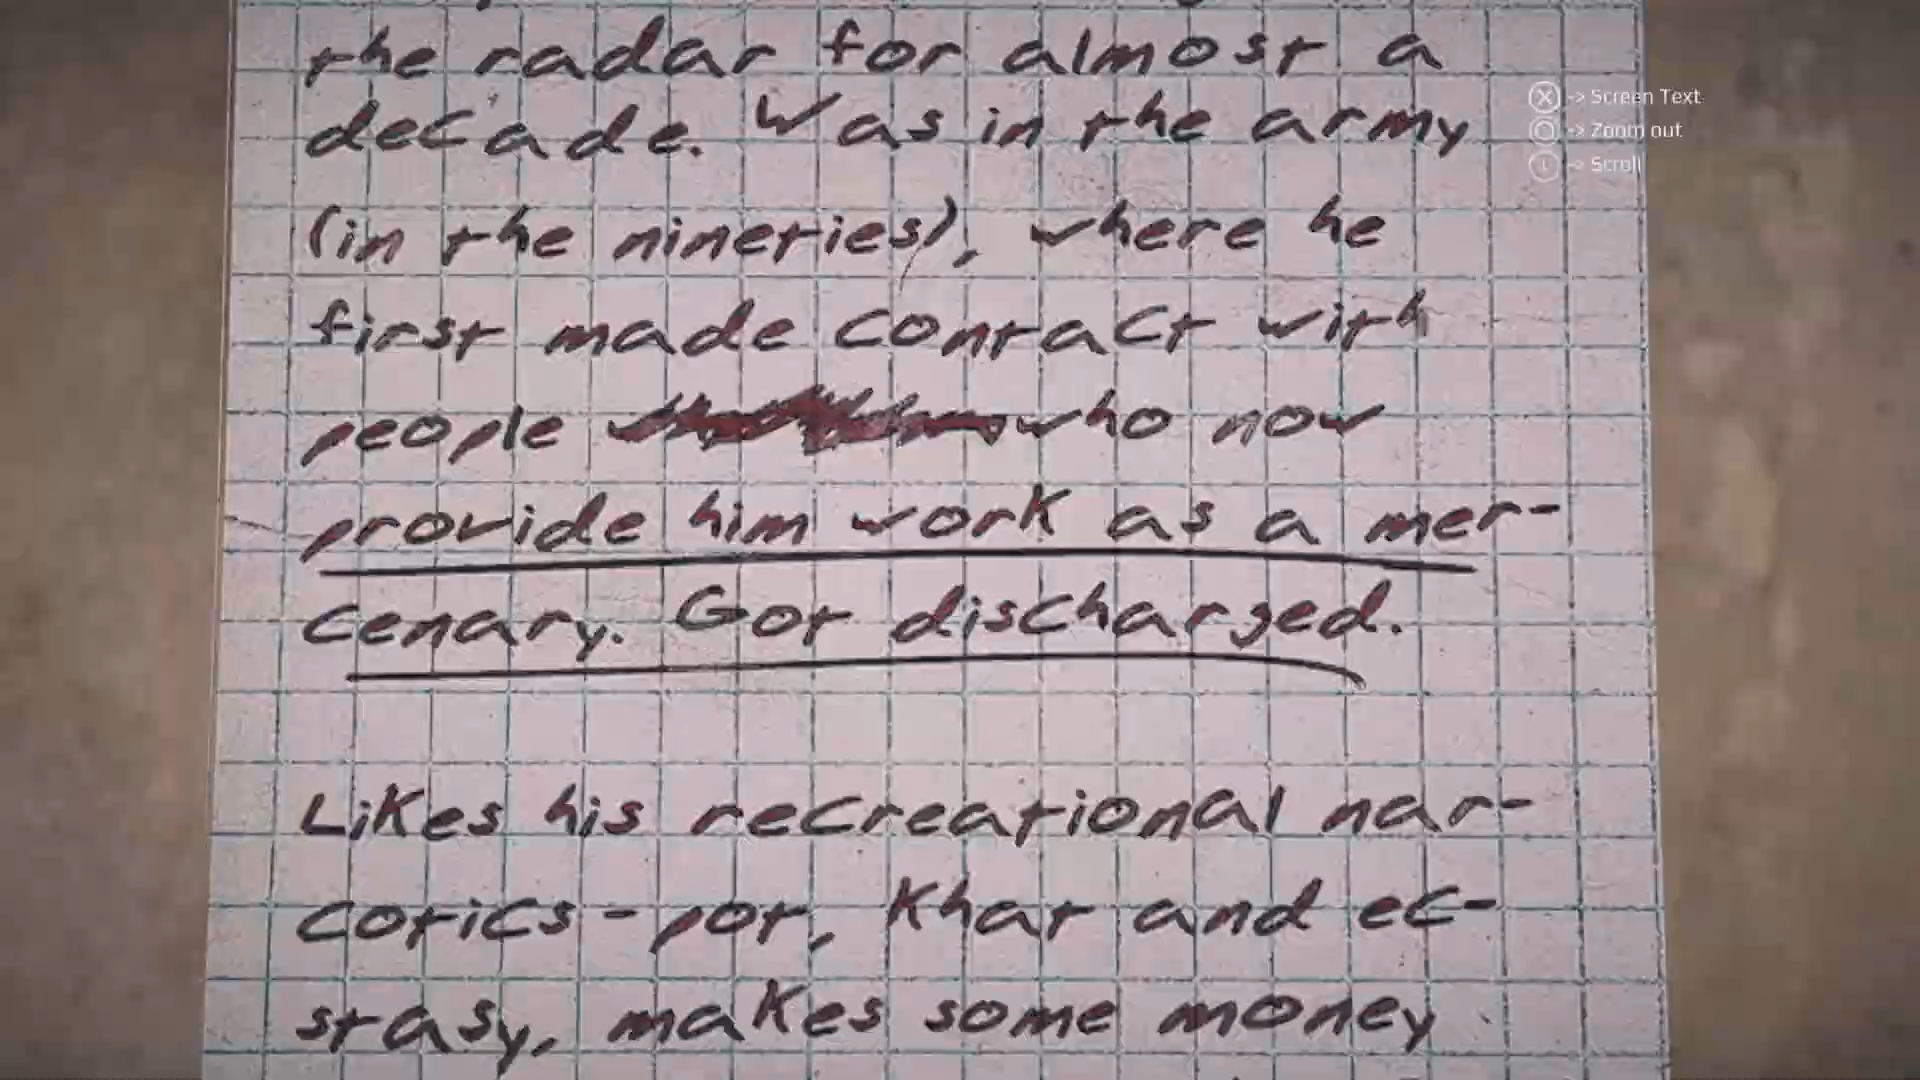 the radar for almost a
decade. Was in the army
(in the nineties), where he
first made contact with
people who now
provide him work as a mer-
cenary. Got discharged.
Likes his recreational nar-
cotics - pot, Khat and ec-
stasy, makes some money
-> Screen Text
-> Zoom out
-> Scroll